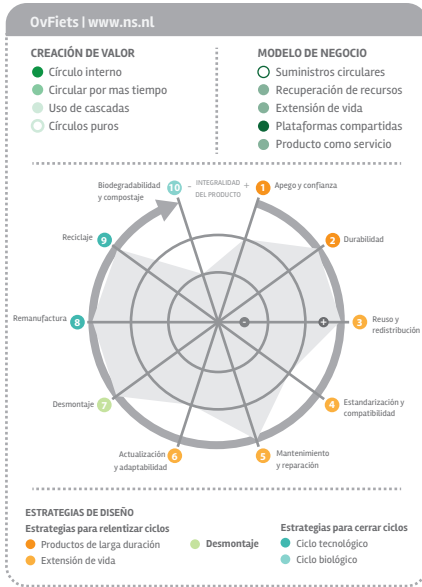 OvFiets | www.ns.nl
CREACIÓN DE VALOR
Círculo interno
Circular por mas tiempo
Uso de cascadas
Círculos puros
MODELO DE NEGOCIO
Suministros circulares
Recuperación de recursos
Extensión de vida
Plataformas compartidas
Producto como servicio
- INTEGRALIDAD +
DEL PRODUCTO
1 Apego y confianza
2 Durabilidad
3 Reuso y
redistribución
4 Estandarización y
compatibilidad
5 Mantenimiento
y reparación
6 Actualización
y adaptabilidad
7 Desmontaje
8 Remanufactura
9 Reciclaje
10 Biodegradabilidad
y compostaje
- +
ESTRATEGIAS DE DISEÑO
Estrategias para relentizar ciclos
Productos de larga duración
Extensión de vida
Desmontaje
Estrategias para cerrar ciclos
Ciclo tecnológico
Ciclo biológico